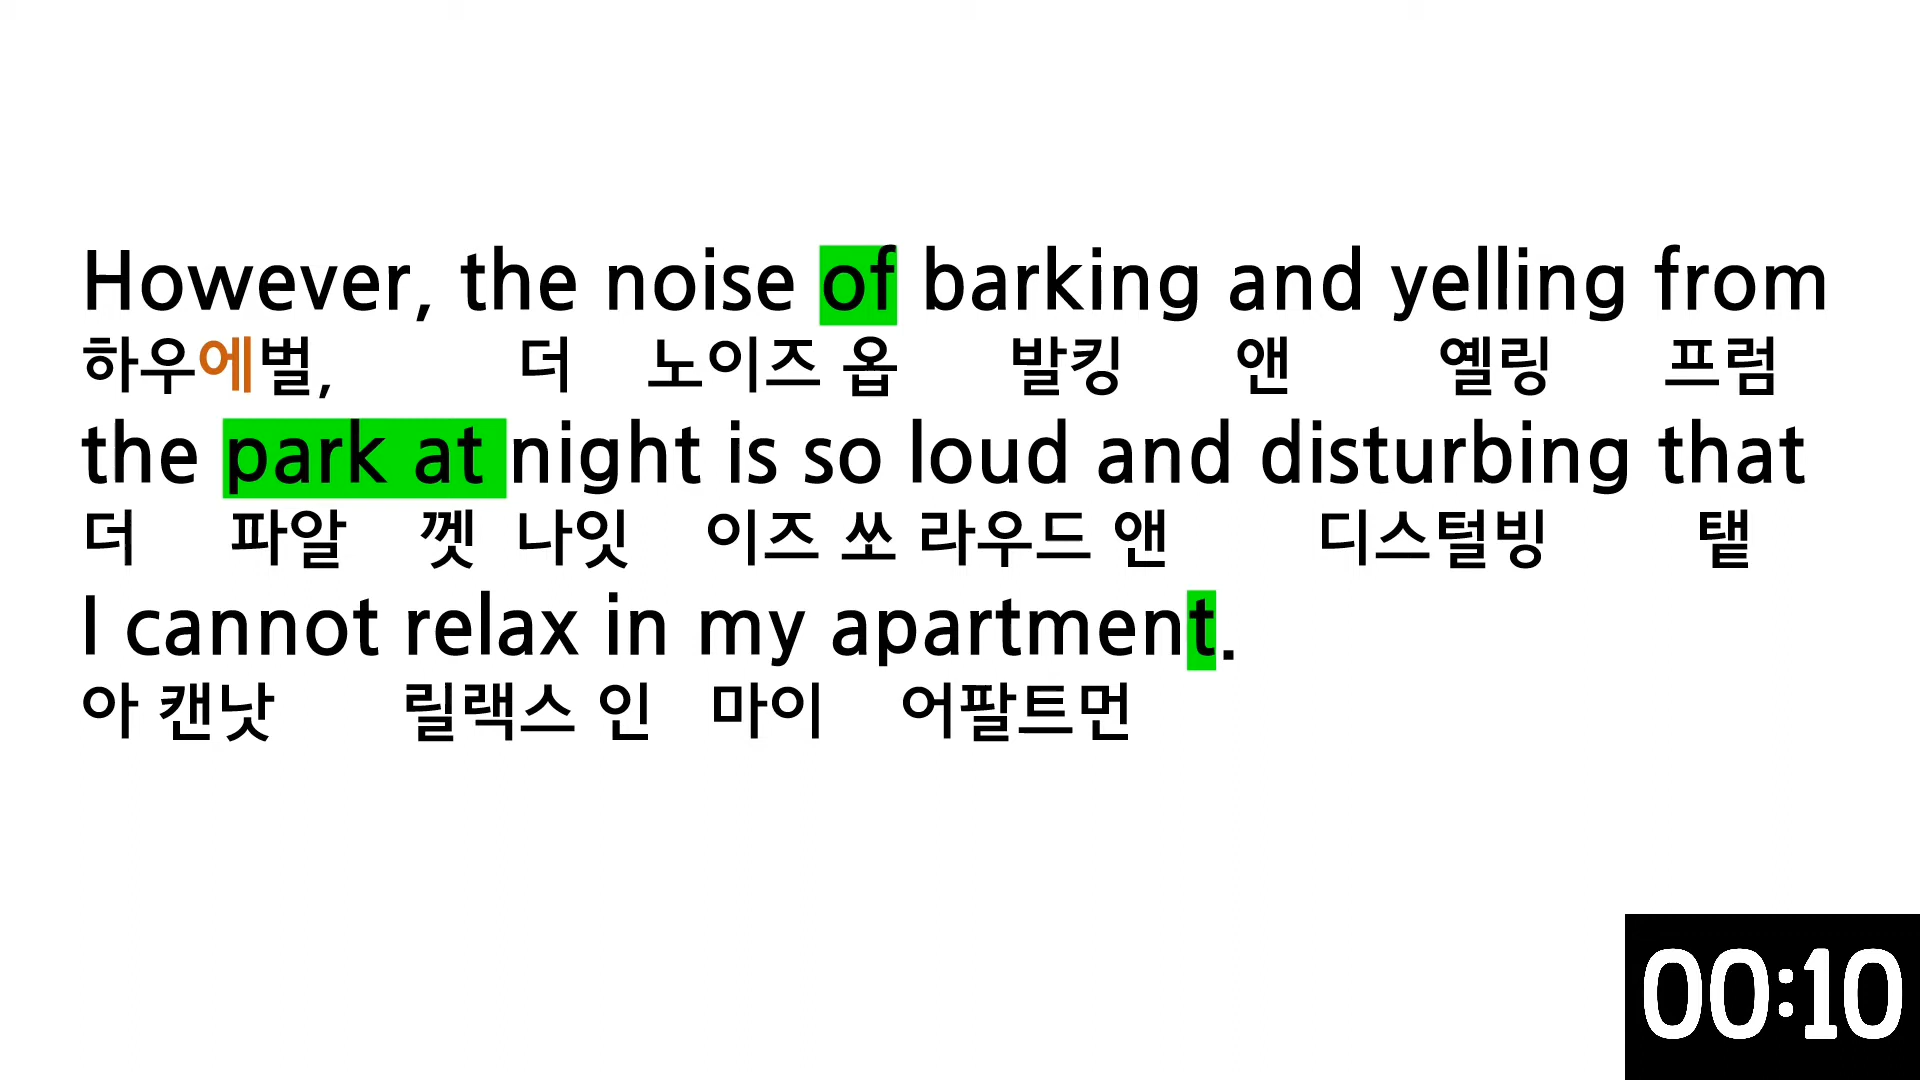 However, the noise of barking and yelling from
하우에벌, 더 노이즈 옵 발킹 앤 옐링 프럼
the park at night is so loud and disturbing that
더 파알 껫 나잇 이즈 쏘 라우드 앤 디스털빙 탵
I cannot relax in my apartment.
아 캔낫 릴랙스 인 마이 어팔트먼
00:10